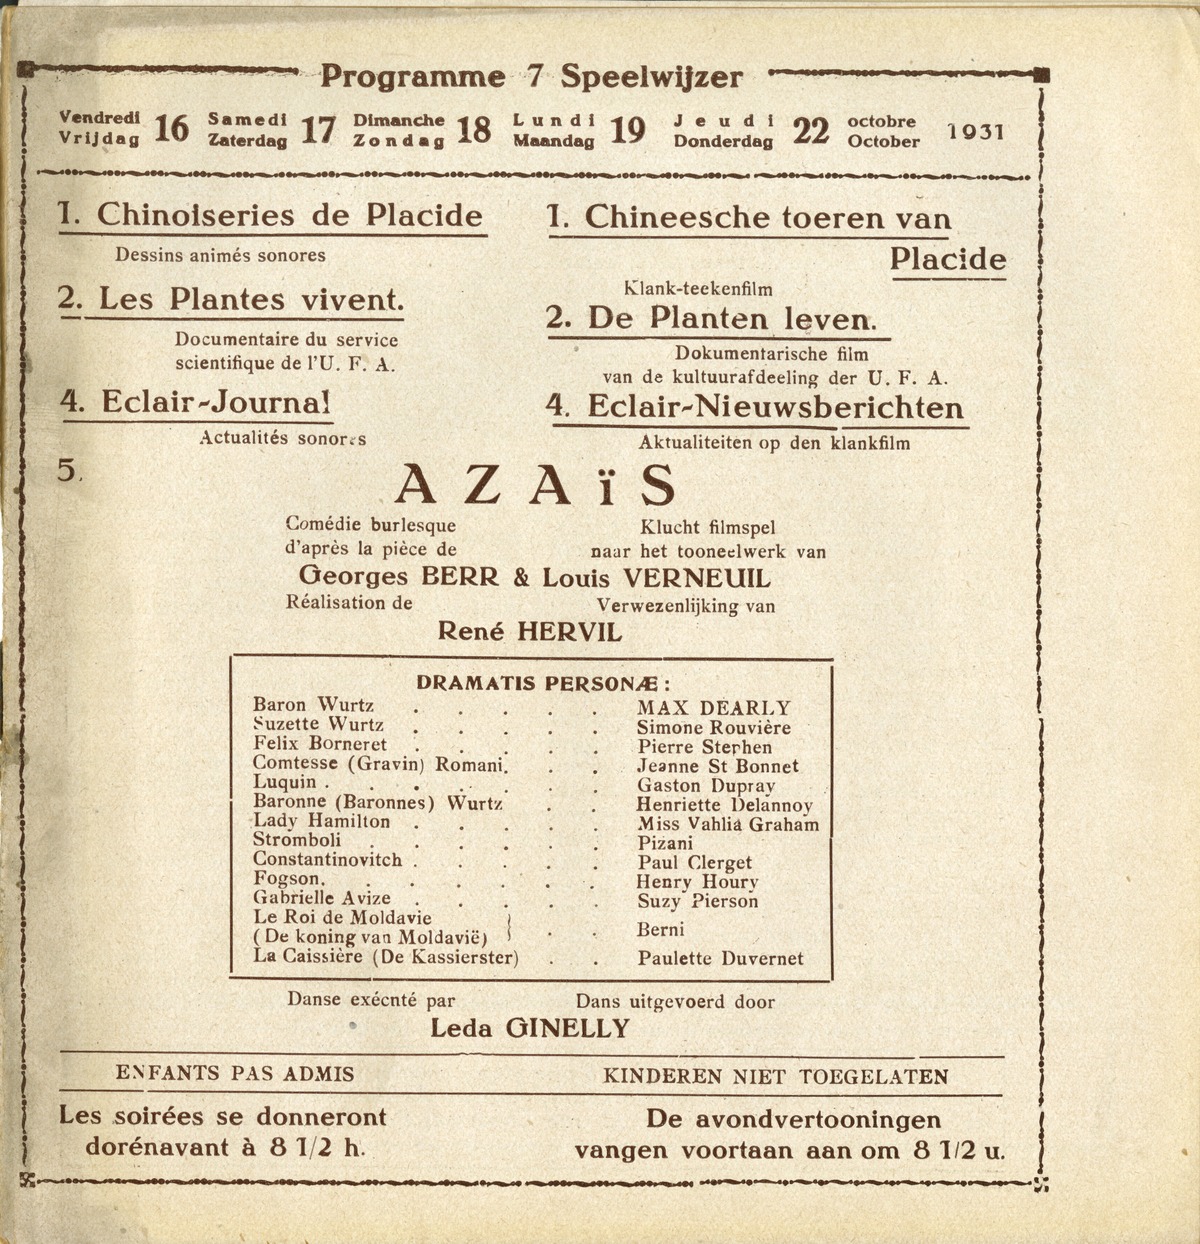 Programme 7 Speelwijzer
Vendredi Vrijdag 16 Samedi Zaterdag 17 Dimanche Zondag 18 Lundi Maandag 19 Jeudi Donderdag 22 octobre October 1931
1. Chinoiseries de Placide
Dessins animés sonores
2. Les Plantes vivent.
Documentaire du service
scientifique de l'U. F. A.
4. Eclair-Journal
Actualités sonores
1. Chineesche toeren van
Placide
Klank-teekenfilm
2. De Planten leven.
Dokumentarische film
van de kultuurafdeeling der U. F. A.
4. Eclair-Nieuwsberichten
Aktualiteiten op den klankfilm
5. AZAïS
Comédie burlesque Klucht filmspel
d'après la pièce de naar het tooneelwerk van
Georges BERR & Louis VERNEUIL
Réalisation de Verwezenlijking van
René HERVIL
DRAMATIS PERSONÆ :
Baron Wurtz . . . . . MAX DEARLY
Suzette Wurtz . . . . . Simone Rouvière
Felix Borneret . . . . . Pierre Stephen
Comtesse (Gravin) Romani. . . Jeanne St Bonnet
Luquin . . . . . . Gaston Dupray
Baronne (Baronnes) Wurtz . . Henriette Delannoy
Lady Hamilton . . . . . Miss Vahlia Graham
Stromboli . . . . . . Pizani
Constantinovitch . . . . . Paul Clerget
Fogson. . . . . . . Henry Houry
Gabrielle Avize . . . . . Suzy Pierson
Le Roi de Moldavie
(De koning van Moldavië) } . . Berni
La Caissière (De Kassierster) . . Paulette Duvernet
Danse exécnté par Dans uitgevoerd door
Leda GINELLY
ENFANTS PAS ADMIS KINDEREN NIET TOEGELATEN
Les soirées se donneront
dorénavant à 8 1/2 h.
De avondvertooningen
vangen voortaan aan om 8 1/2 u.